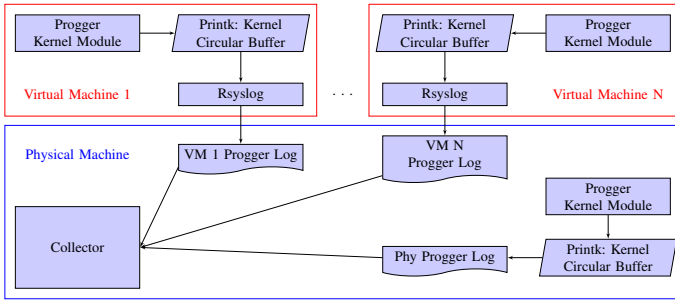 Progger
Kernel Module
Printk: Kernel
Circular Buffer
Virtual Machine 1
Rsyslog
. . .
Printk: Kernel
Circular Buffer
Progger
Kernel Module
Rsyslog
Virtual Machine N
Physical Machine
VM 1 Progger Log
VM N
Progger Log
Progger
Kernel Module
Collector
Phy Progger Log
Printk: Kernel
Circular Buffer